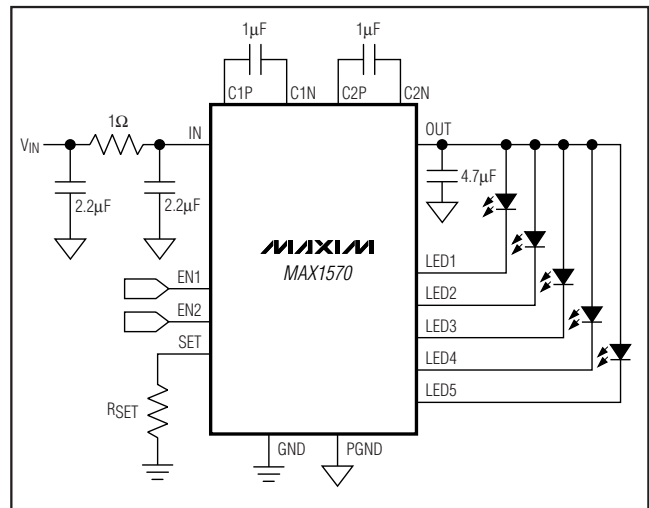 1μF
1μF
C1P
C1N
C2P
C2N
VIN
1Ω
IN
OUT
2.2μF
2.2μF
4.7μF
MAXIM
MAX1570
EN1
EN2
SET
RSET
LED1
LED2
LED3
LED4
LED5
GND
PGND